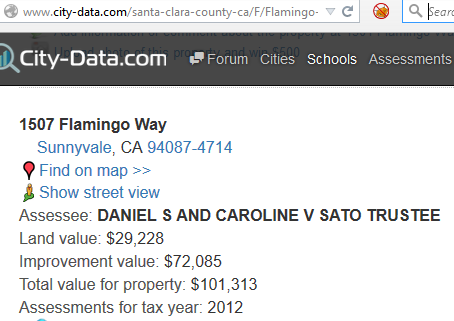 www.city-data.com/santa-clara-county-ca/F/Flamingo-
Sear
City-Data.com Forum Cities Schools Assessments
1507 Flamingo Way
Sunnyvale, CA 94087-4714
Find on map >>
Show street view
Assessee: DANIEL S AND CAROLINE V SATO TRUSTEE
Land value: $29,228
Improvement value: $72,085
Total value for property: $101,313
Assessments for tax year: 2012